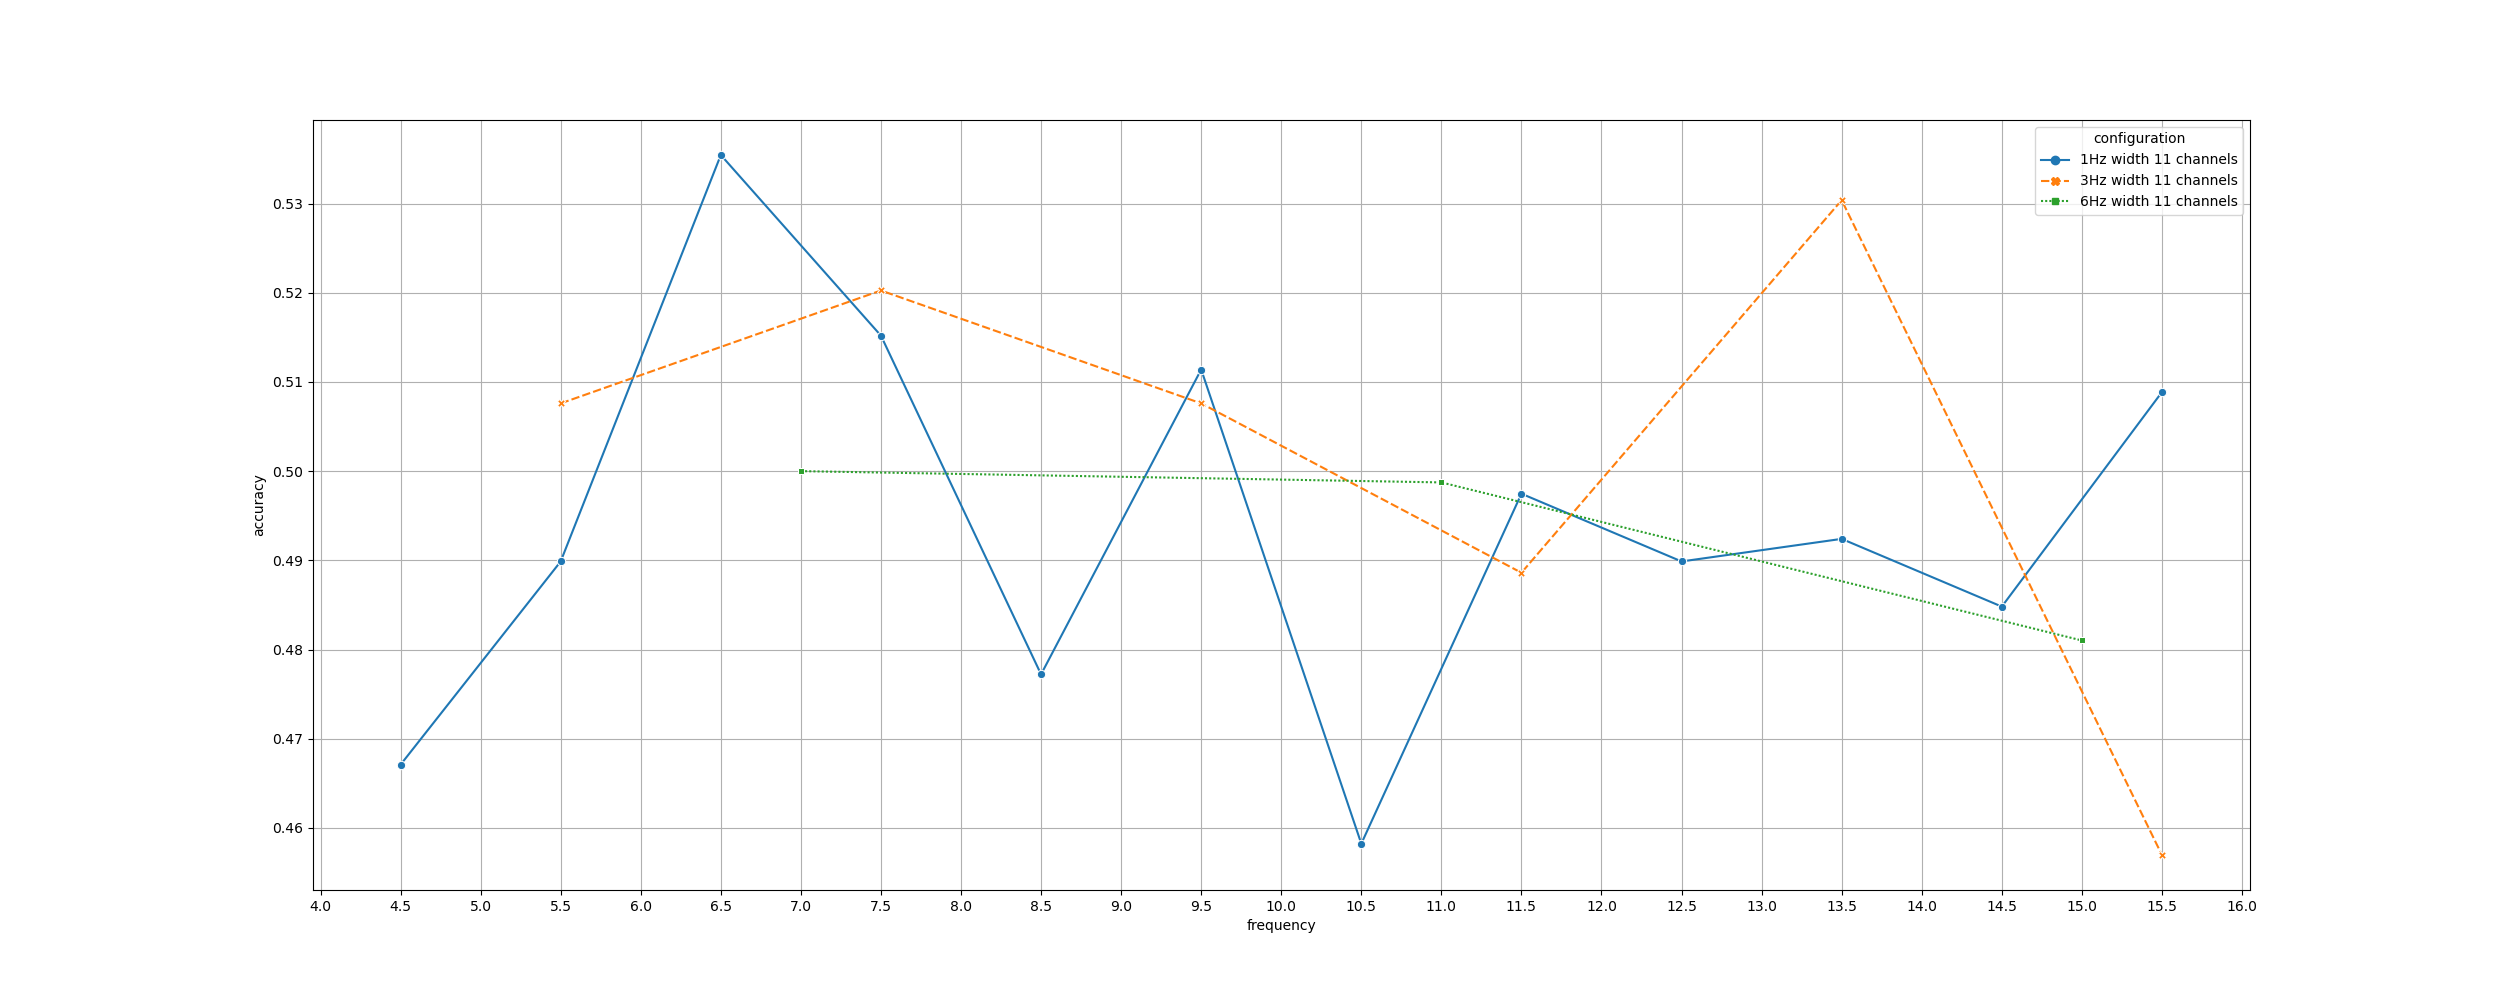 configuration
1Hz width 11 channels
3Hz width 11 channels
6Hz width 11 channels
0.53
0.52
0.51
0.50
0.49
0.48
0.47
0.46
accuracy
4.0 4.5 5.0 5.5 6.0 6.5 7.0 7.5 8.0 8.5 9.0 9.5 10.0 10.5 11.0 11.5 12.0 12.5 13.0 13.5 14.0 14.5 15.0 15.5 16.0
frequency